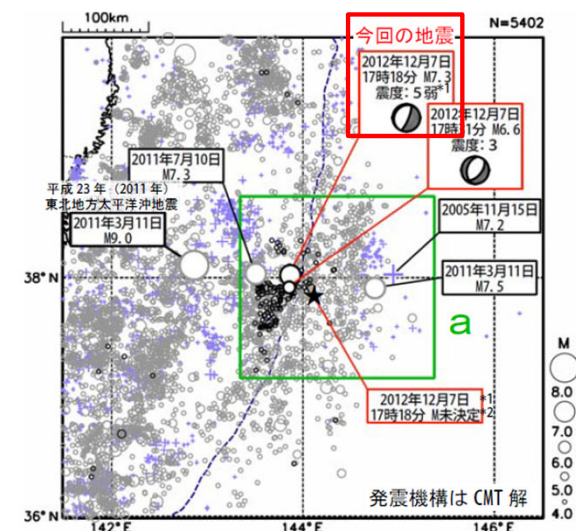 100km
N=5402
今回の地震
2012年12月7日
17時18分 M7.3
震度:5弱*1
2012年12月7日
M6.6
震度:3
2011年7月10日
M7.3
平成23年 (2011年)
東北地方太平洋沖地震
2011年3月11日
M9.0
2005年11月15日
M7.2
38°N
2011年3月11日
M7.5
a
2012年12月7日 *1
17時18分 M未決定*2
M
8.0
7.0
6.0
5.0
4.0
発震機構は CMT 解
36°N
142°E
144°E
146°E